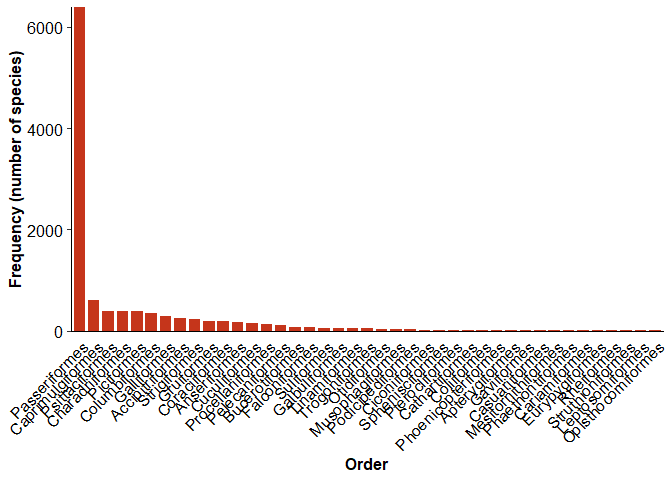 6000
4000
2000
0
Frequency (number of species)
Passeriformes
Caprimulgiformes
Psittaciformes
Charadriiformes
Piciformes
Columbiformes
Galliformes
Accipitriformes
Strigiformes
Gruiformes
Coraciiformes
Anseriformes
Cuculiformes
Procellariiformes
Pelecaniformes
Bucerotiformes
Falconiformes
Suliformes
Galbuliformes
Tinamiformes
Trogoniformes
Otidiformes
Musophagiformes
Podicipediformes
Ciconiiformes
Sphenisciformes
Pterocliformes
Cathartiformes
Coliiformes
Phoenicopteriformes
Apterygiformes
Gaviiformes
Casuariiformes
Mesitornithiformes
Phaethontiformes
Cariamiformes
Eurypygiformes
Rheiformes
Struthioniformes
Leptosomiformes
Opisthocomiformes
Order